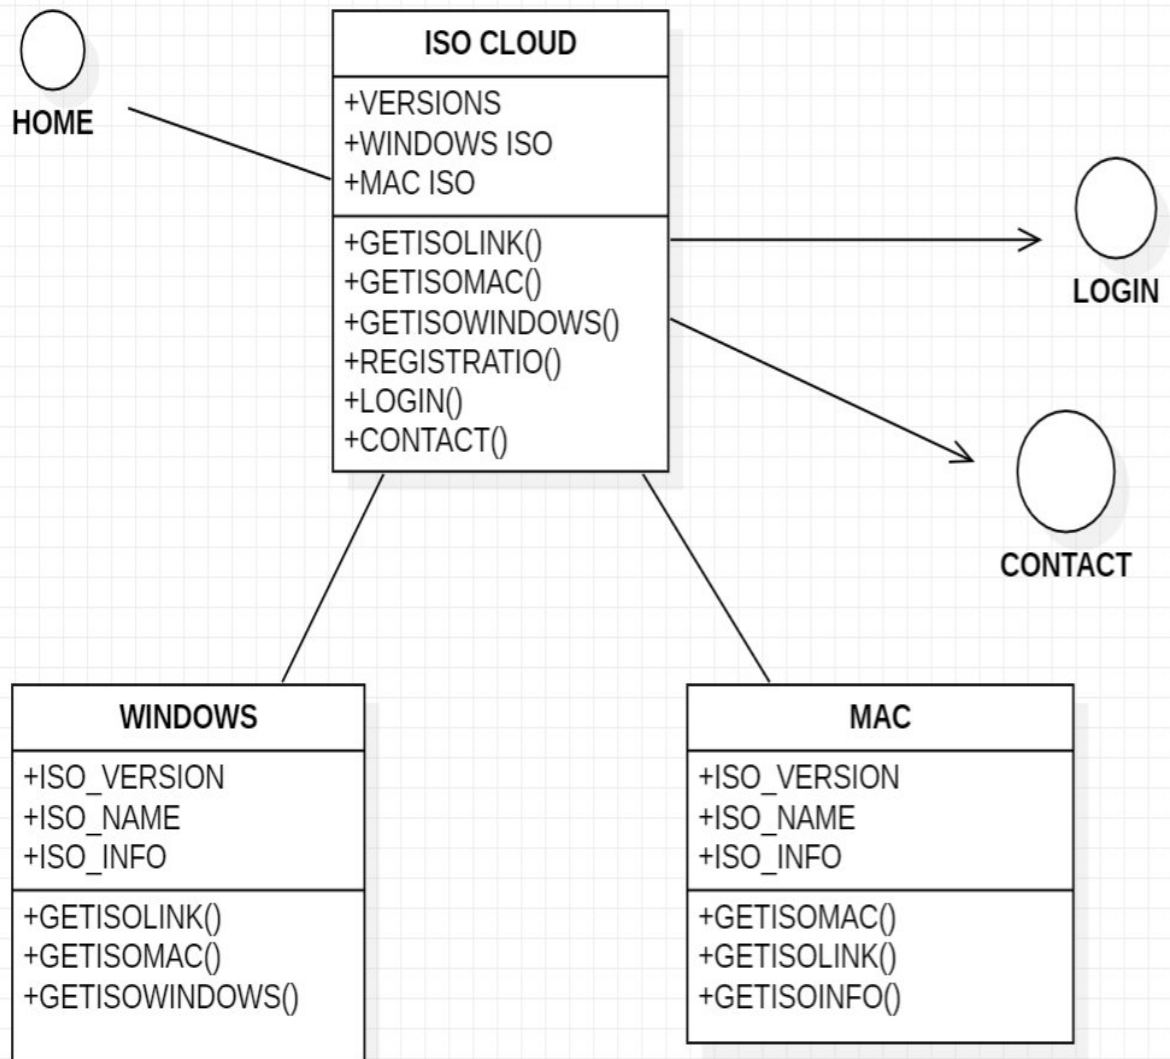 HOME
ISO CLOUD
+VERSIONS
+WINDOWS ISO
+MAC ISO
+GETISOLINK()
+GETISOMAC()
+GETISOWINDOWS()
+REGISTRATIO()
+LOGIN()
+CONTACT()
LOGIN
CONTACT
WINDOWS
+ISO_VERSION
+ISO_NAME
+ISO_INFO
+GETISOLINK()
+GETISOMAC()
+GETISOWINDOWS()
MAC
+ISO_VERSION
+ISO_NAME
+ISO_INFO
+GETISOMAC()
+GETISOLINK()
+GETISOINFO()